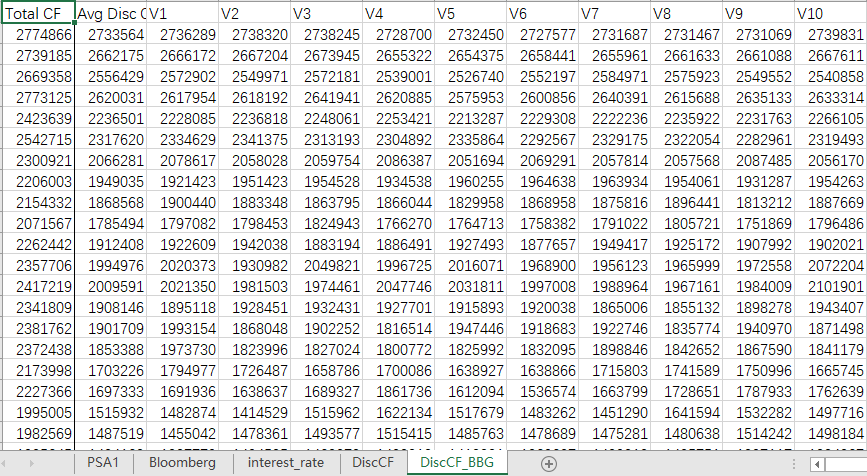 Total CF Avg Disc C V1 V2 V3 V4 V5 V6 V7 V8 V9 V10
2774866 2733564 2736289 2738320 2738245 2728700 2732450 2727577 2731687 2731467 2731069 2739831
2739185 2662175 2666172 2667204 2673945 2655322 2654375 2658441 2655961 2661633 2661088 2667611
2669358 2556429 2572902 2549971 2572181 2539001 2526740 2552197 2584971 2575923 2549552 2540858
2773125 2620031 2617954 2618192 2641941 2620885 2575953 2600856 2640391 2615688 2635133 2633314
2423639 2236501 2228085 2236818 2248061 2253421 2213287 2229308 2222236 2235922 2231763 2266105
2542715 2317620 2334629 2341375 2313193 2304892 2335864 2292567 2329175 2322054 2282961 2319493
2300921 2066281 2078617 2058028 2059754 2086387 2051694 2069291 2057814 2057568 2087485 2056170
2206003 1949035 1921423 1951423 1954528 1934538 1960255 1964638 1963934 1954061 1931287 1954263
2154332 1868568 1900440 1883348 1863795 1866044 1829958 1868958 1875816 1896441 1813212 1887669
2071567 1785494 1797082 1798453 1824943 1766270 1764713 1758382 1791022 1805721 1751869 1796486
2262442 1912408 1922609 1942038 1883194 1886491 1927493 1877657 1949417 1925172 1907992 1902021
2357706 1994976 2020373 1930982 2049821 1996725 2016071 1968900 1956123 1965999 1972558 2072204
2417219 2009591 2021350 1981503 1974461 2047746 2031811 1997008 1988964 1967161 1984009 2101901
2341809 1908146 1895118 1928451 1932431 1927701 1915893 1920038 1865006 1855132 1898278 1943407
2381762 1901709 1993154 1868048 1902252 1816514 1947446 1918683 1922746 1835774 1940970 1871498
2372438 1853388 1973730 1823996 1827024 1800772 1825992 1832095 1898846 1842652 1867590 1841179
2173998 1703226 1794977 1726487 1658786 1700086 1638927 1638866 1715803 1741589 1750996 1665745
2227366 1697333 1691936 1638637 1689327 1861736 1612094 1536574 1663799 1728651 1787933 1762639
1995005 1515932 1482874 1414529 1515962 1622134 1517679 1483262 1451290 1641594 1532282 1497716
1982569 1487519 1455042 1478361 1493577 1515415 1485763 1478689 1475281 1480638 1514242 1498184
PSA1 Bloomberg interest_rate DiscCF DiscCF_BBG